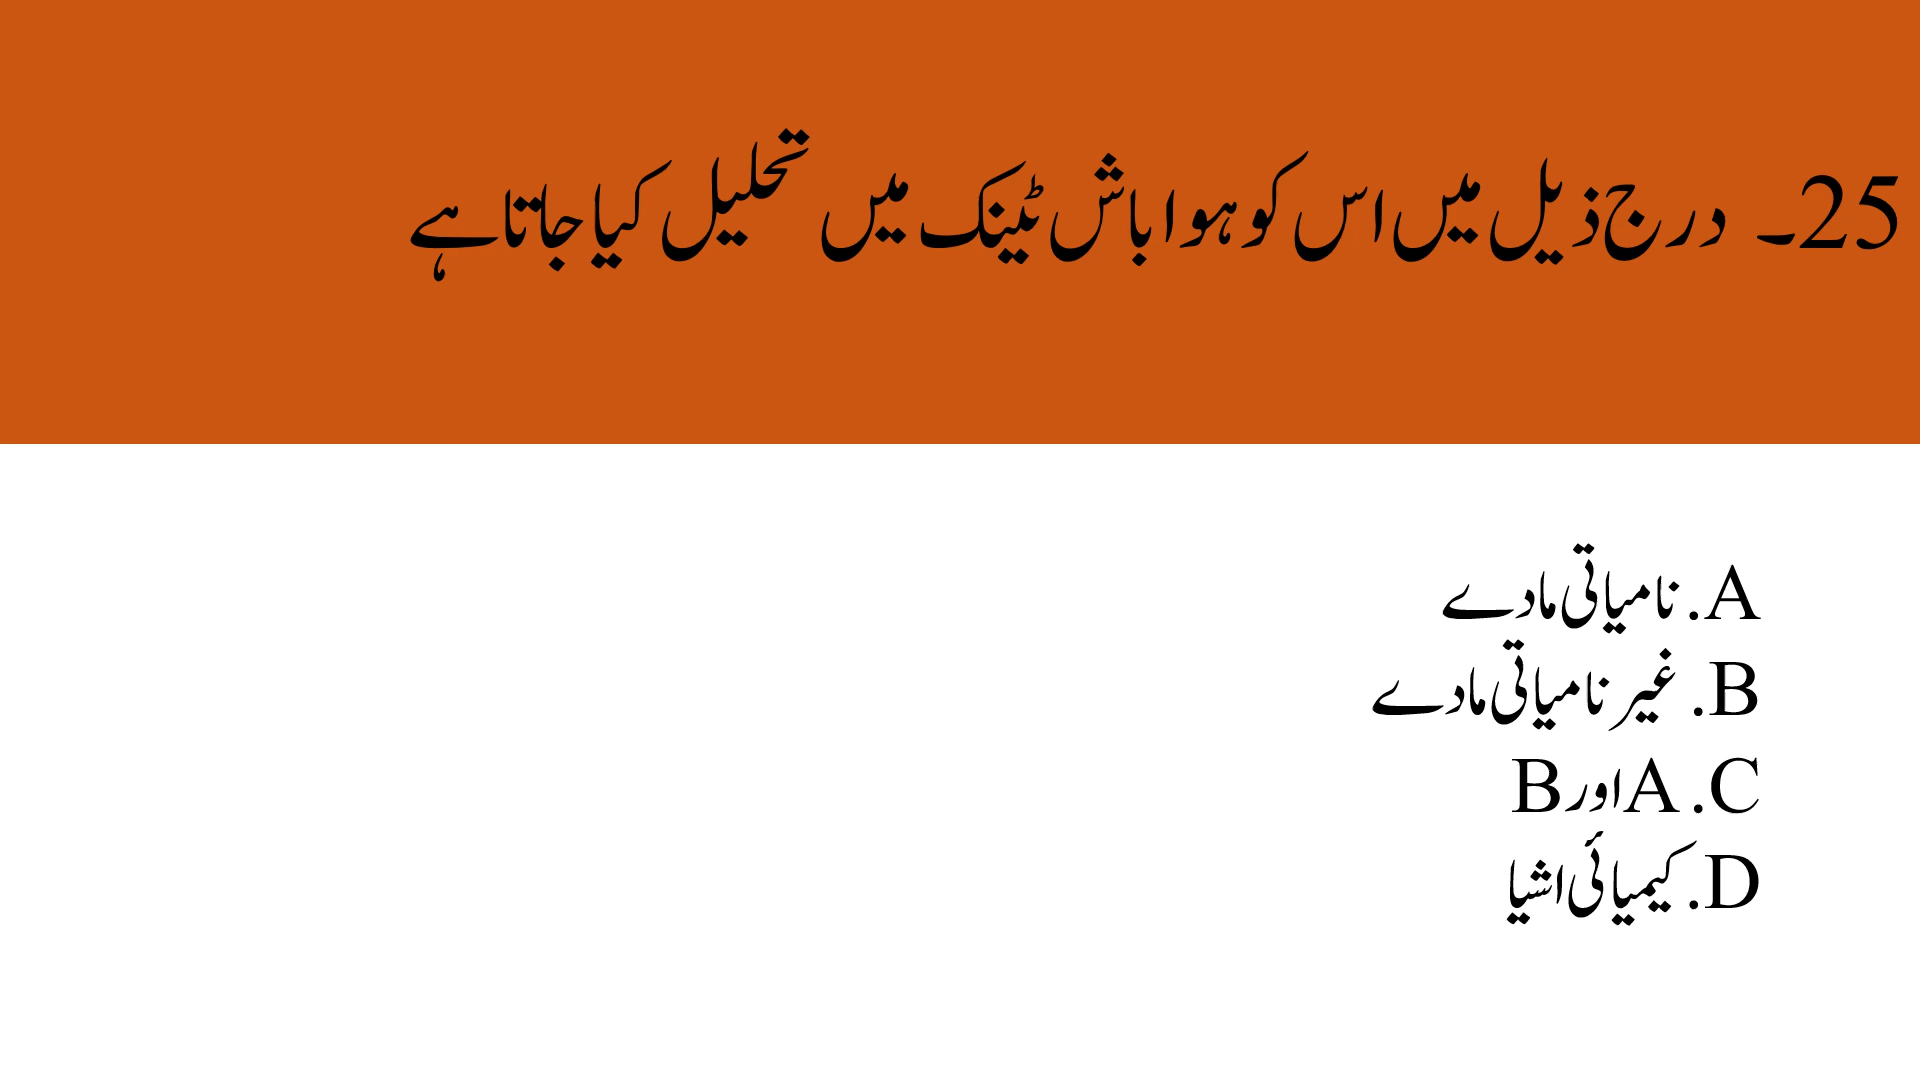 25۔ درج ذیل میں اس کو ہوا باش ٹینک میں تحلیل کیا جاتا ہے
A. نامیاتی مادے
B. غیر نامیاتی مادے
C. A اور B
D. کیمیائی اشیا